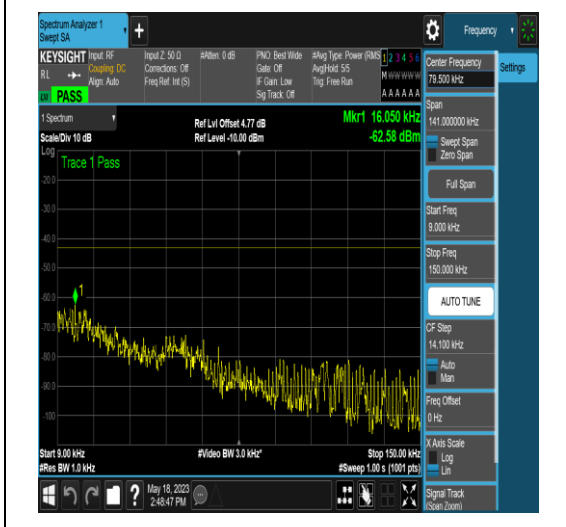 Spectrum Analyzer 1
Swept SA
+
Frequency
KEYSIGHT
Input: RF
Coupling: DC
Align: Auto
Input Z: 50 Ω
Corrections: Off
Freq Ref: Int (S)
#Atten: 0 dB
PNO: Best Wide
Gate: Off
IF Gain: Low
Sig Track: Off
#Avg Type: Power (RMS
Avg|Hold: 5/5
Trig: Free Run
1 2 3 4 5 6
M W W W W W
A A A A A A
RL
PASS
1 Spectrum
Scale/Div 10 dB
Ref Lvl Offset 4.77 dB
Ref Level -10.00 dBm
Mkr1 16.050 kHz
-62.58 dBm
Log
Trace 1 Pass
-20.0
-30.0
-40.0
-50.0
-60.0
-70.0
-80.0
-90.0
-100
1
Start 9.00 kHz
#Res BW 1.0 kHz
#Video BW 3.0 kHz*
Stop 150.00 kHz
#Sweep 1.00 s (1001 pts)
May 18, 2023
2:48:47 PM
?
Center Frequency
79.500 kHz
Span
141.000000 kHz
Swept Span
Zero Span
Full Span
Start Freq
9.000 kHz
Stop Freq
150.000 kHz
AUTO TUNE
CF Step
14.100 kHz
Auto
Man
Freq Offset
0 Hz
X Axis Scale
Log
Lin
Signal Track
(Span Zoom)
Settings